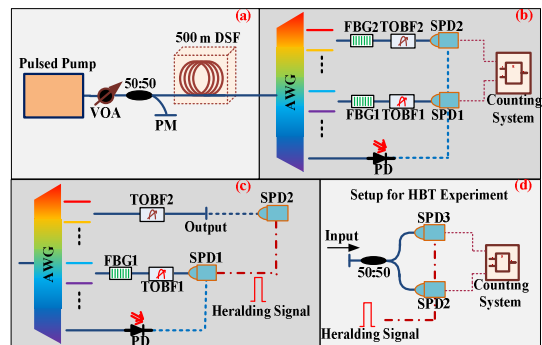 (a)
500 m DSF
Pulsed Pump
50:50
VOA
PM
(b)
FBG2 TOBF2 SPD2
AWG
FBG1 TOBF1 SPD1
Counting
System
PD
(c)
TOBF2
SPD2
Output
AWG
FBG1
SPD1
TOBF1
Heralding Signal
PD
(d)
Setup for HBT Experiment
SPD3
Input
50:50
SPD2
Counting
System
Heralding Signal